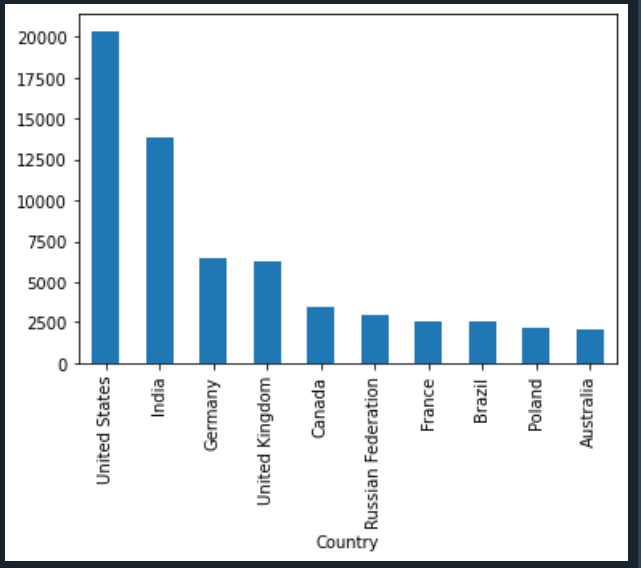 20000
17500
15000
12500
10000
7500
5000
2500
0
United States
India
Germany
United Kingdom
Canada
Russian Federation
France
Brazil
Poland
Australia
Country